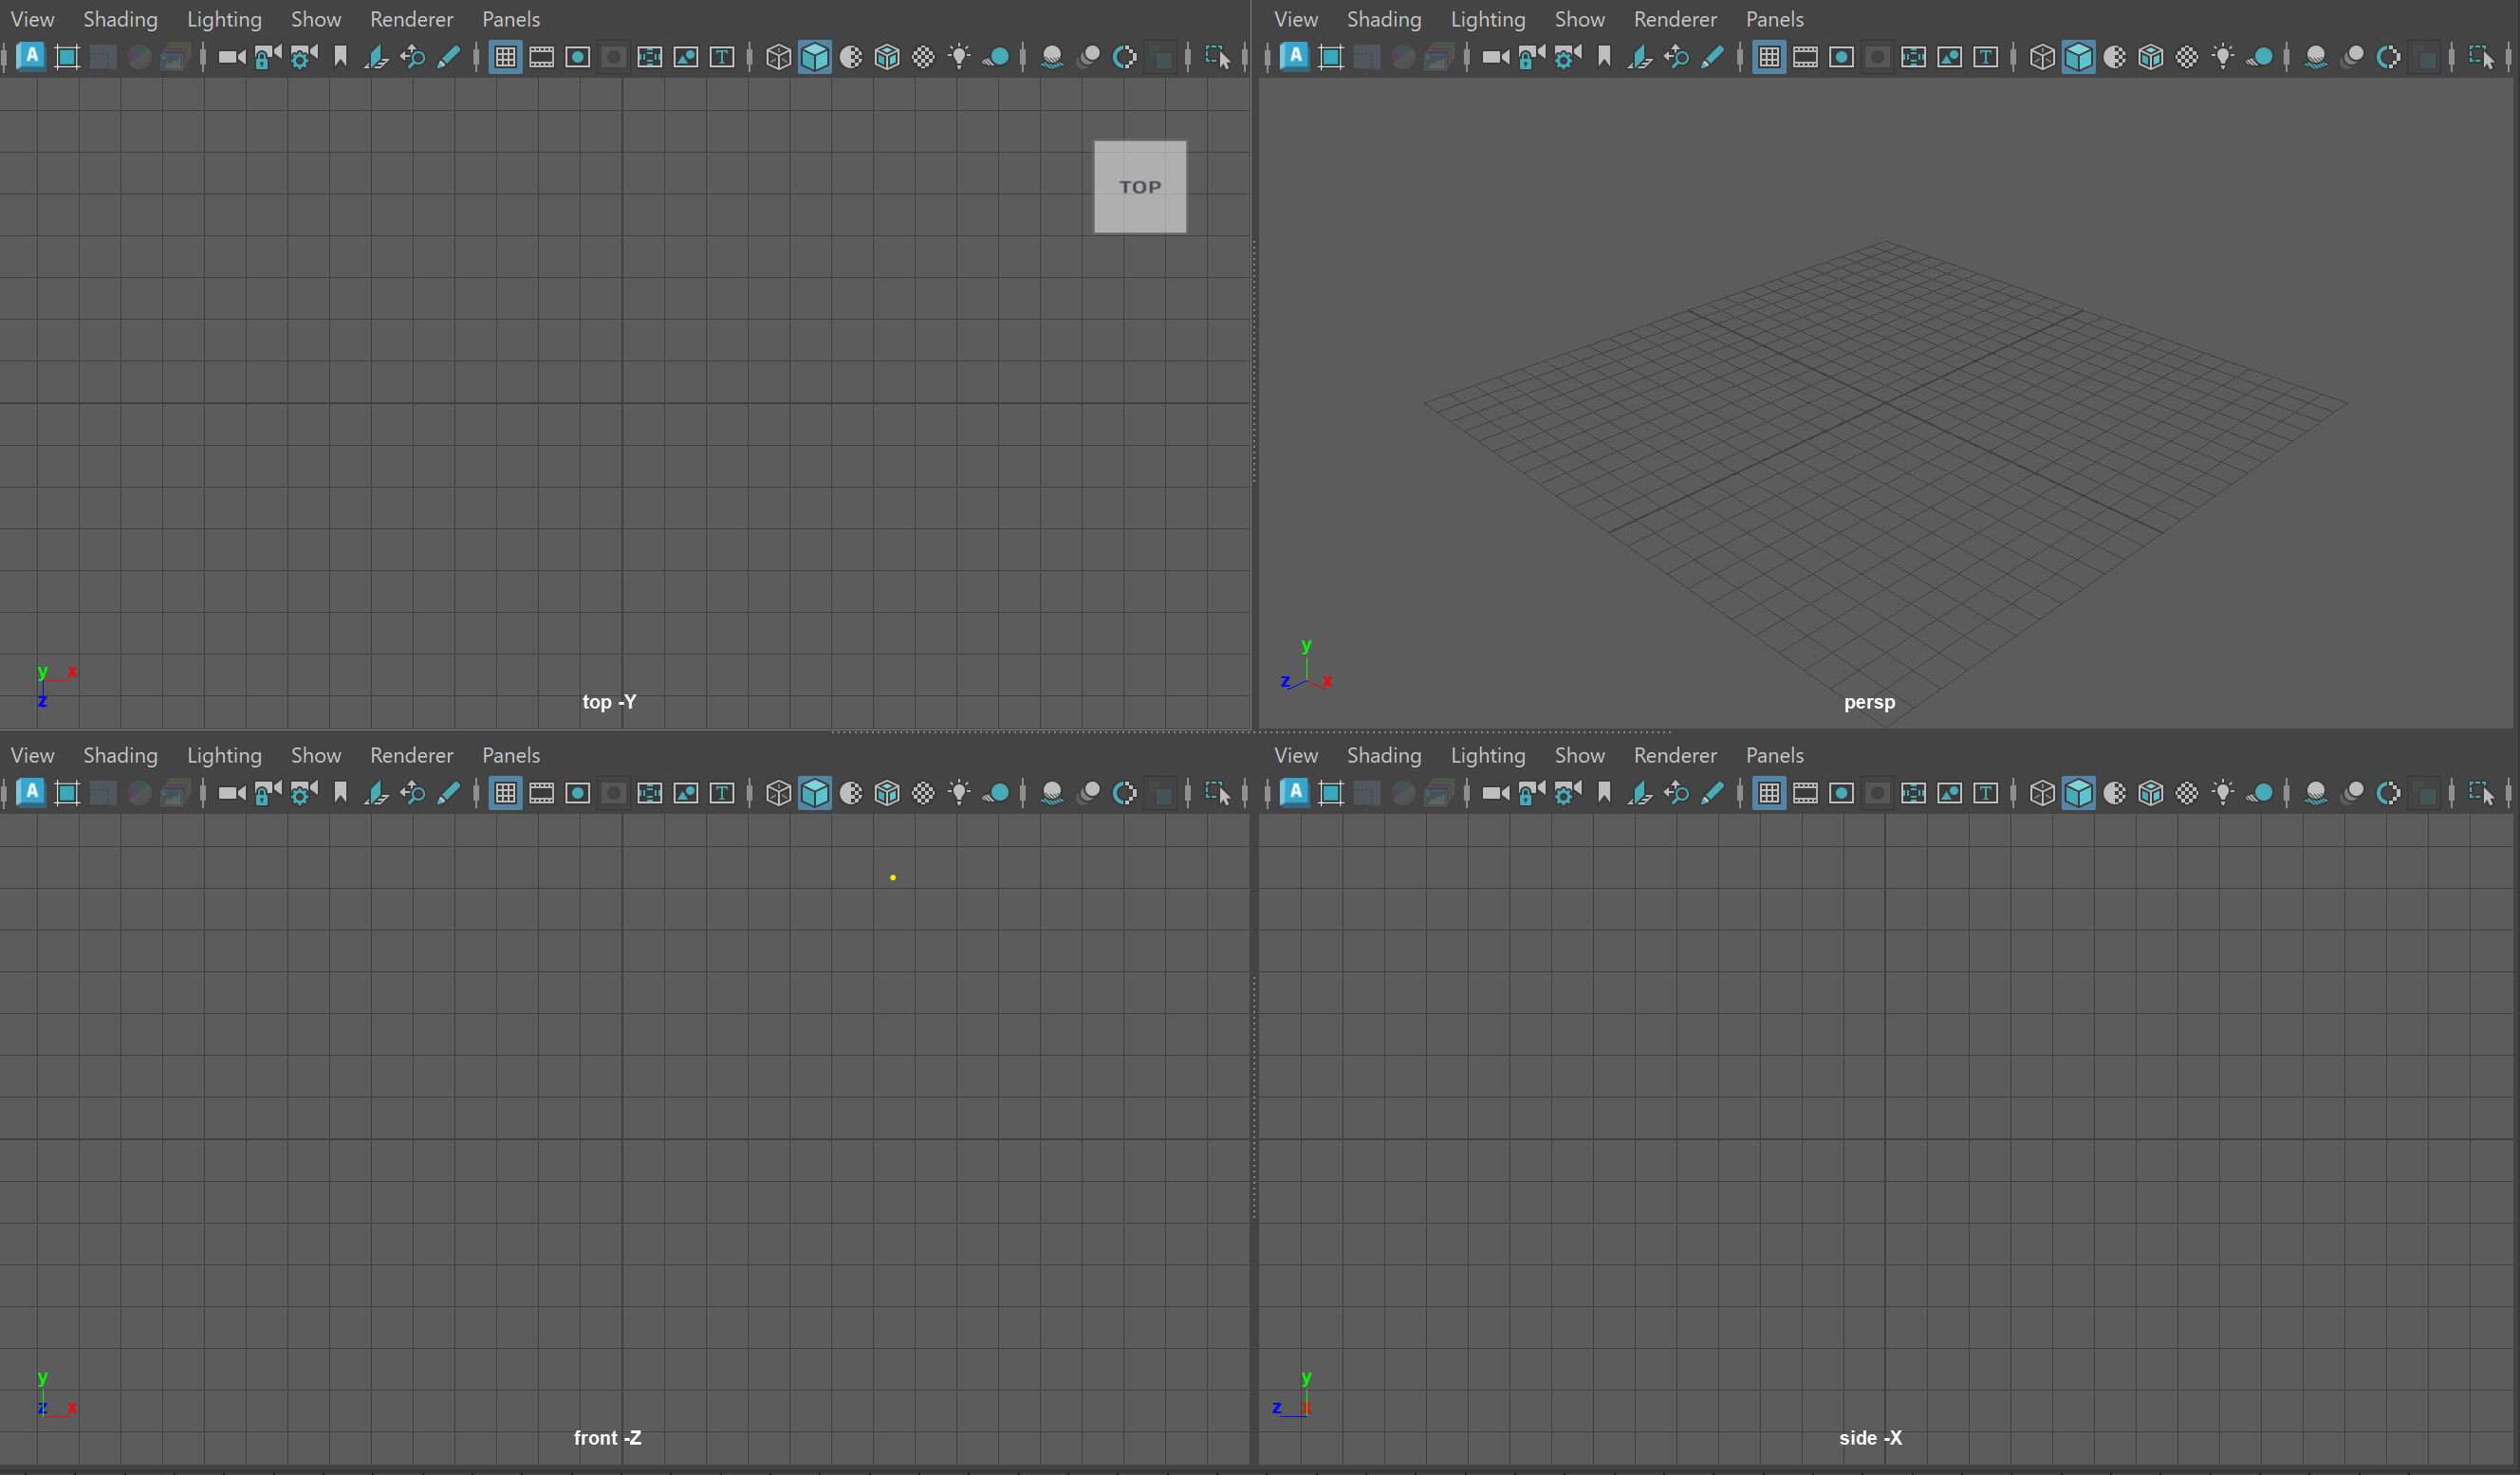 View Shading Lighting Show Renderer Panels
A T
TOP
y x
z
top -Y
View Shading Lighting Show Renderer Panels
A T
y
z x
persp
View Shading Lighting Show Renderer Panels
A T
y
z x
front -Z
View Shading Lighting Show Renderer Panels
A T
y
z x
side -X